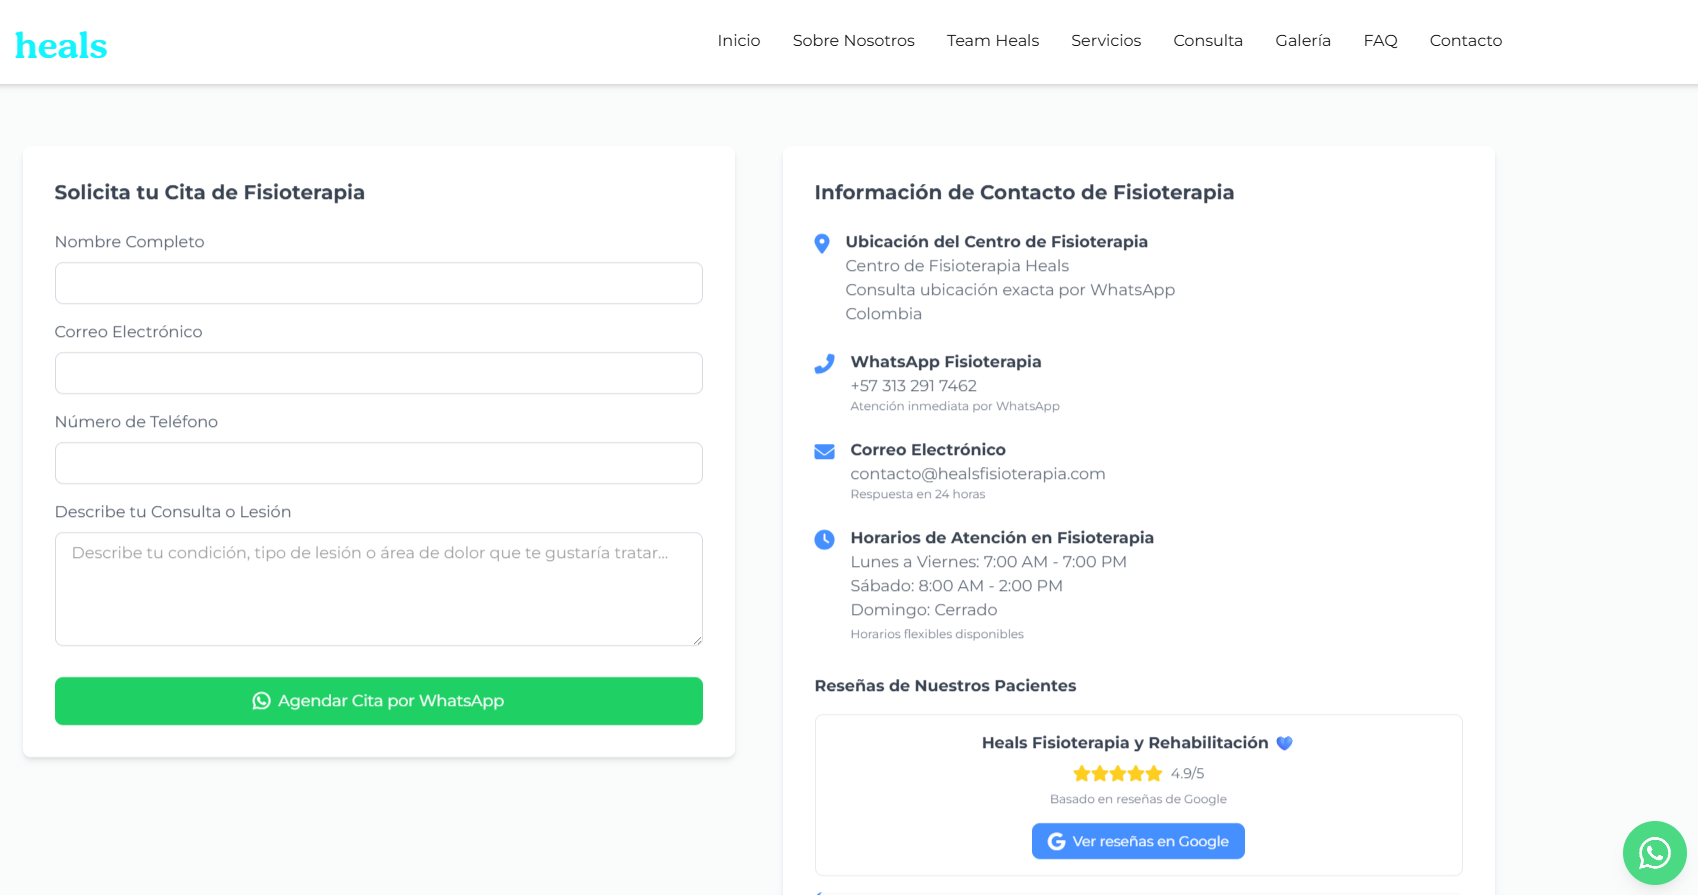 heals
Inicio
Sobre Nosotros
Team Heals
Servicios
Consulta
Galería
FAQ
Contacto
Solicita tu Cita de Fisioterapia
Nombre Completo
Correo Electrónico
Número de Teléfono
Describe tu Consulta o Lesión
Describe tu condición, tipo de lesión o área de dolor que te gustaría tratar...
Agendar Cita por WhatsApp
Información de Contacto de Fisioterapia
Ubicación del Centro de Fisioterapia
Centro de Fisioterapia Heals
Consulta ubicación exacta por WhatsApp
Colombia
WhatsApp Fisioterapia
+57 313 291 7462
Atención inmediata por WhatsApp
Correo Electrónico
contacto@healsfisioterapia.com
Respuesta en 24 horas
Horarios de Atención en Fisioterapia
Lunes a Viernes: 7:00 AM - 7:00 PM
Sábado: 8:00 AM - 2:00 PM
Domingo: Cerrado
Horarios flexibles disponibles
Reseñas de Nuestros Pacientes
Heals Fisioterapia y Rehabilitación 💙
4.9/5
Basado en reseñas de Google
Ver reseñas en Google